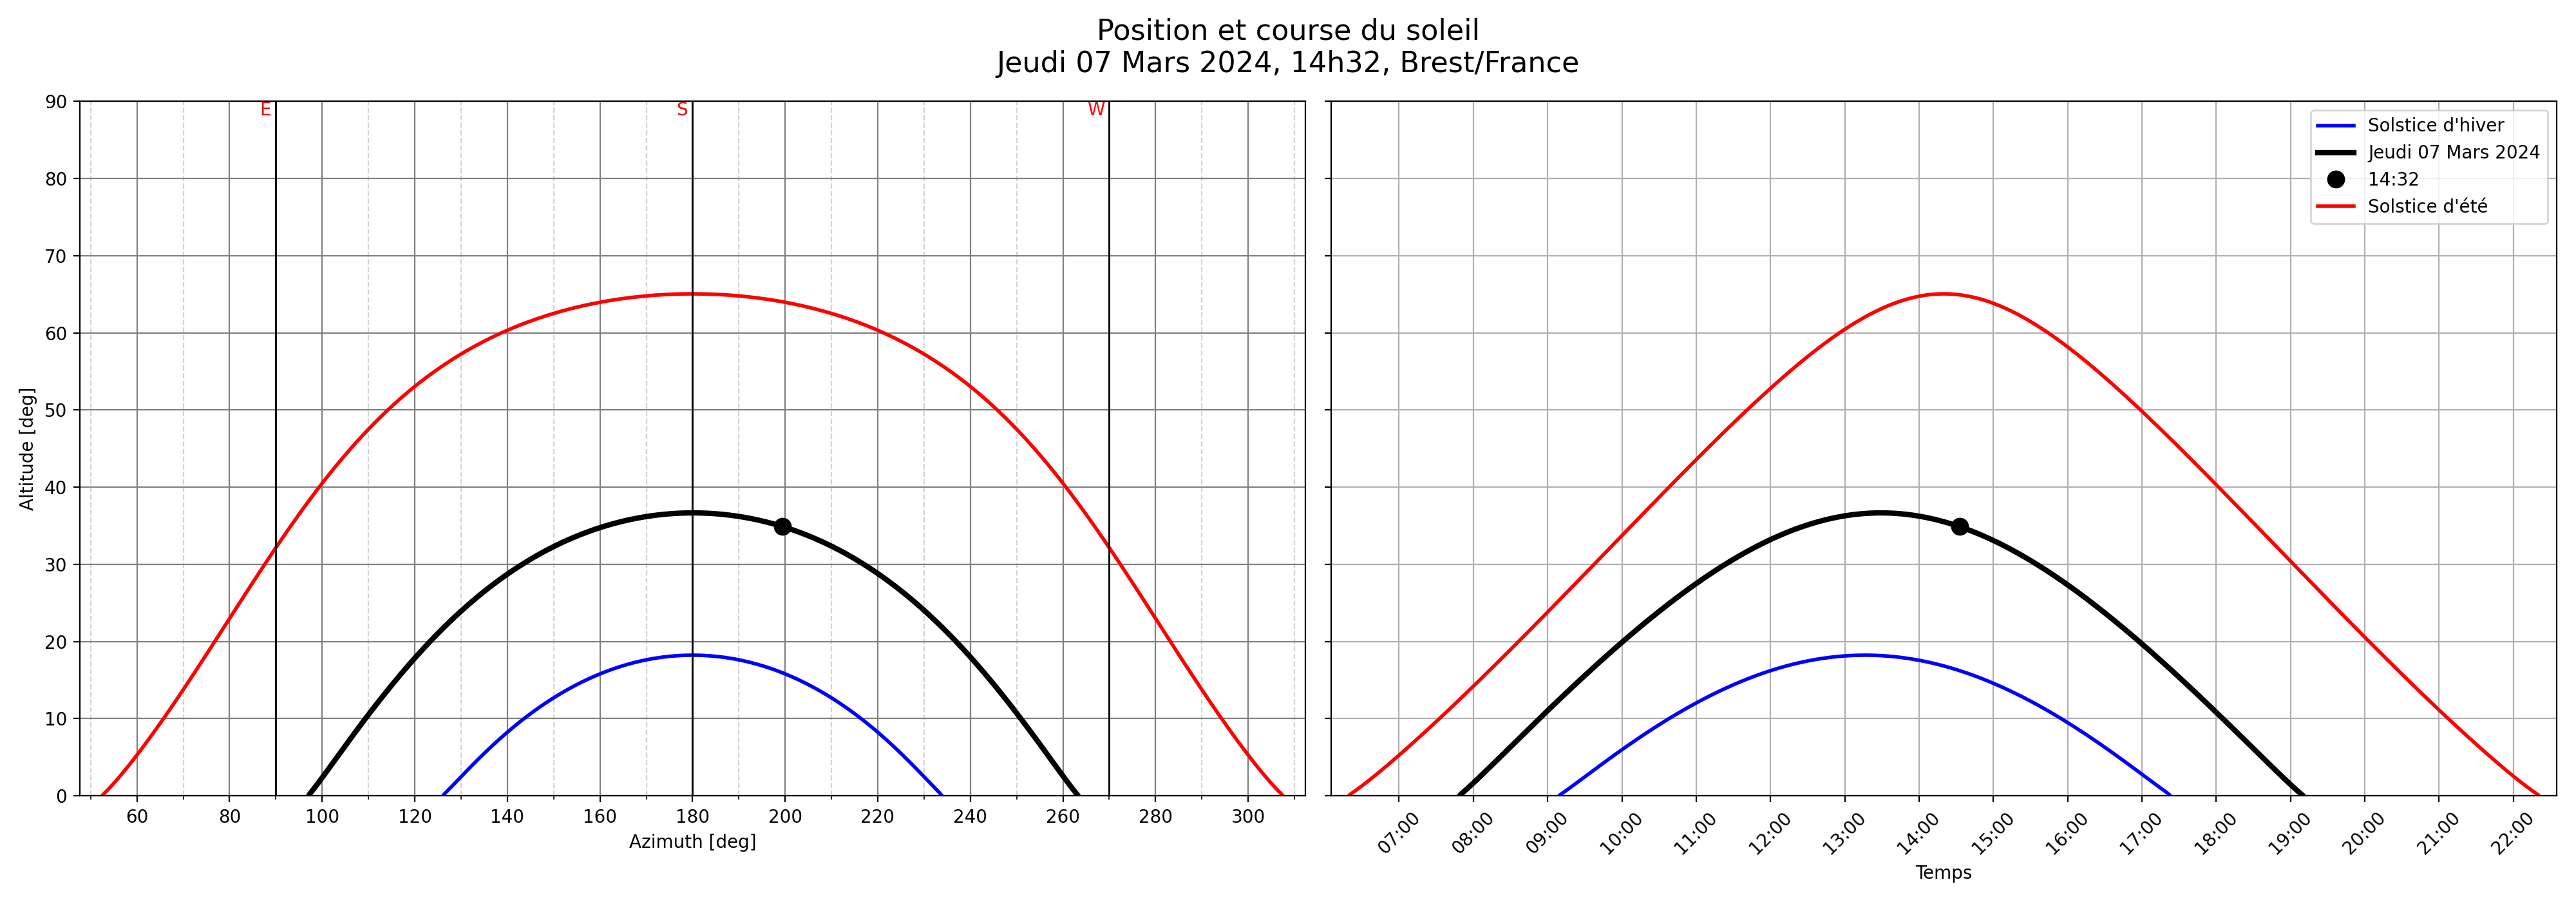 Position et course du soleil
Jeudi 07 Mars 2024, 14h32, Brest/France
E
S
W
90
80
70
60
50
40
30
20
10
0
Altitude [deg]
60 80 100 120 140 160 180 200 220 240 260 280 300
Azimuth [deg]
Solstice d'hiver
Jeudi 07 Mars 2024
14:32
Solstice d'été
07:00 08:00 09:00 10:00 11:00 12:00 13:00 14:00 15:00 16:00 17:00 18:00 19:00 20:00 21:00 22:00
Temps